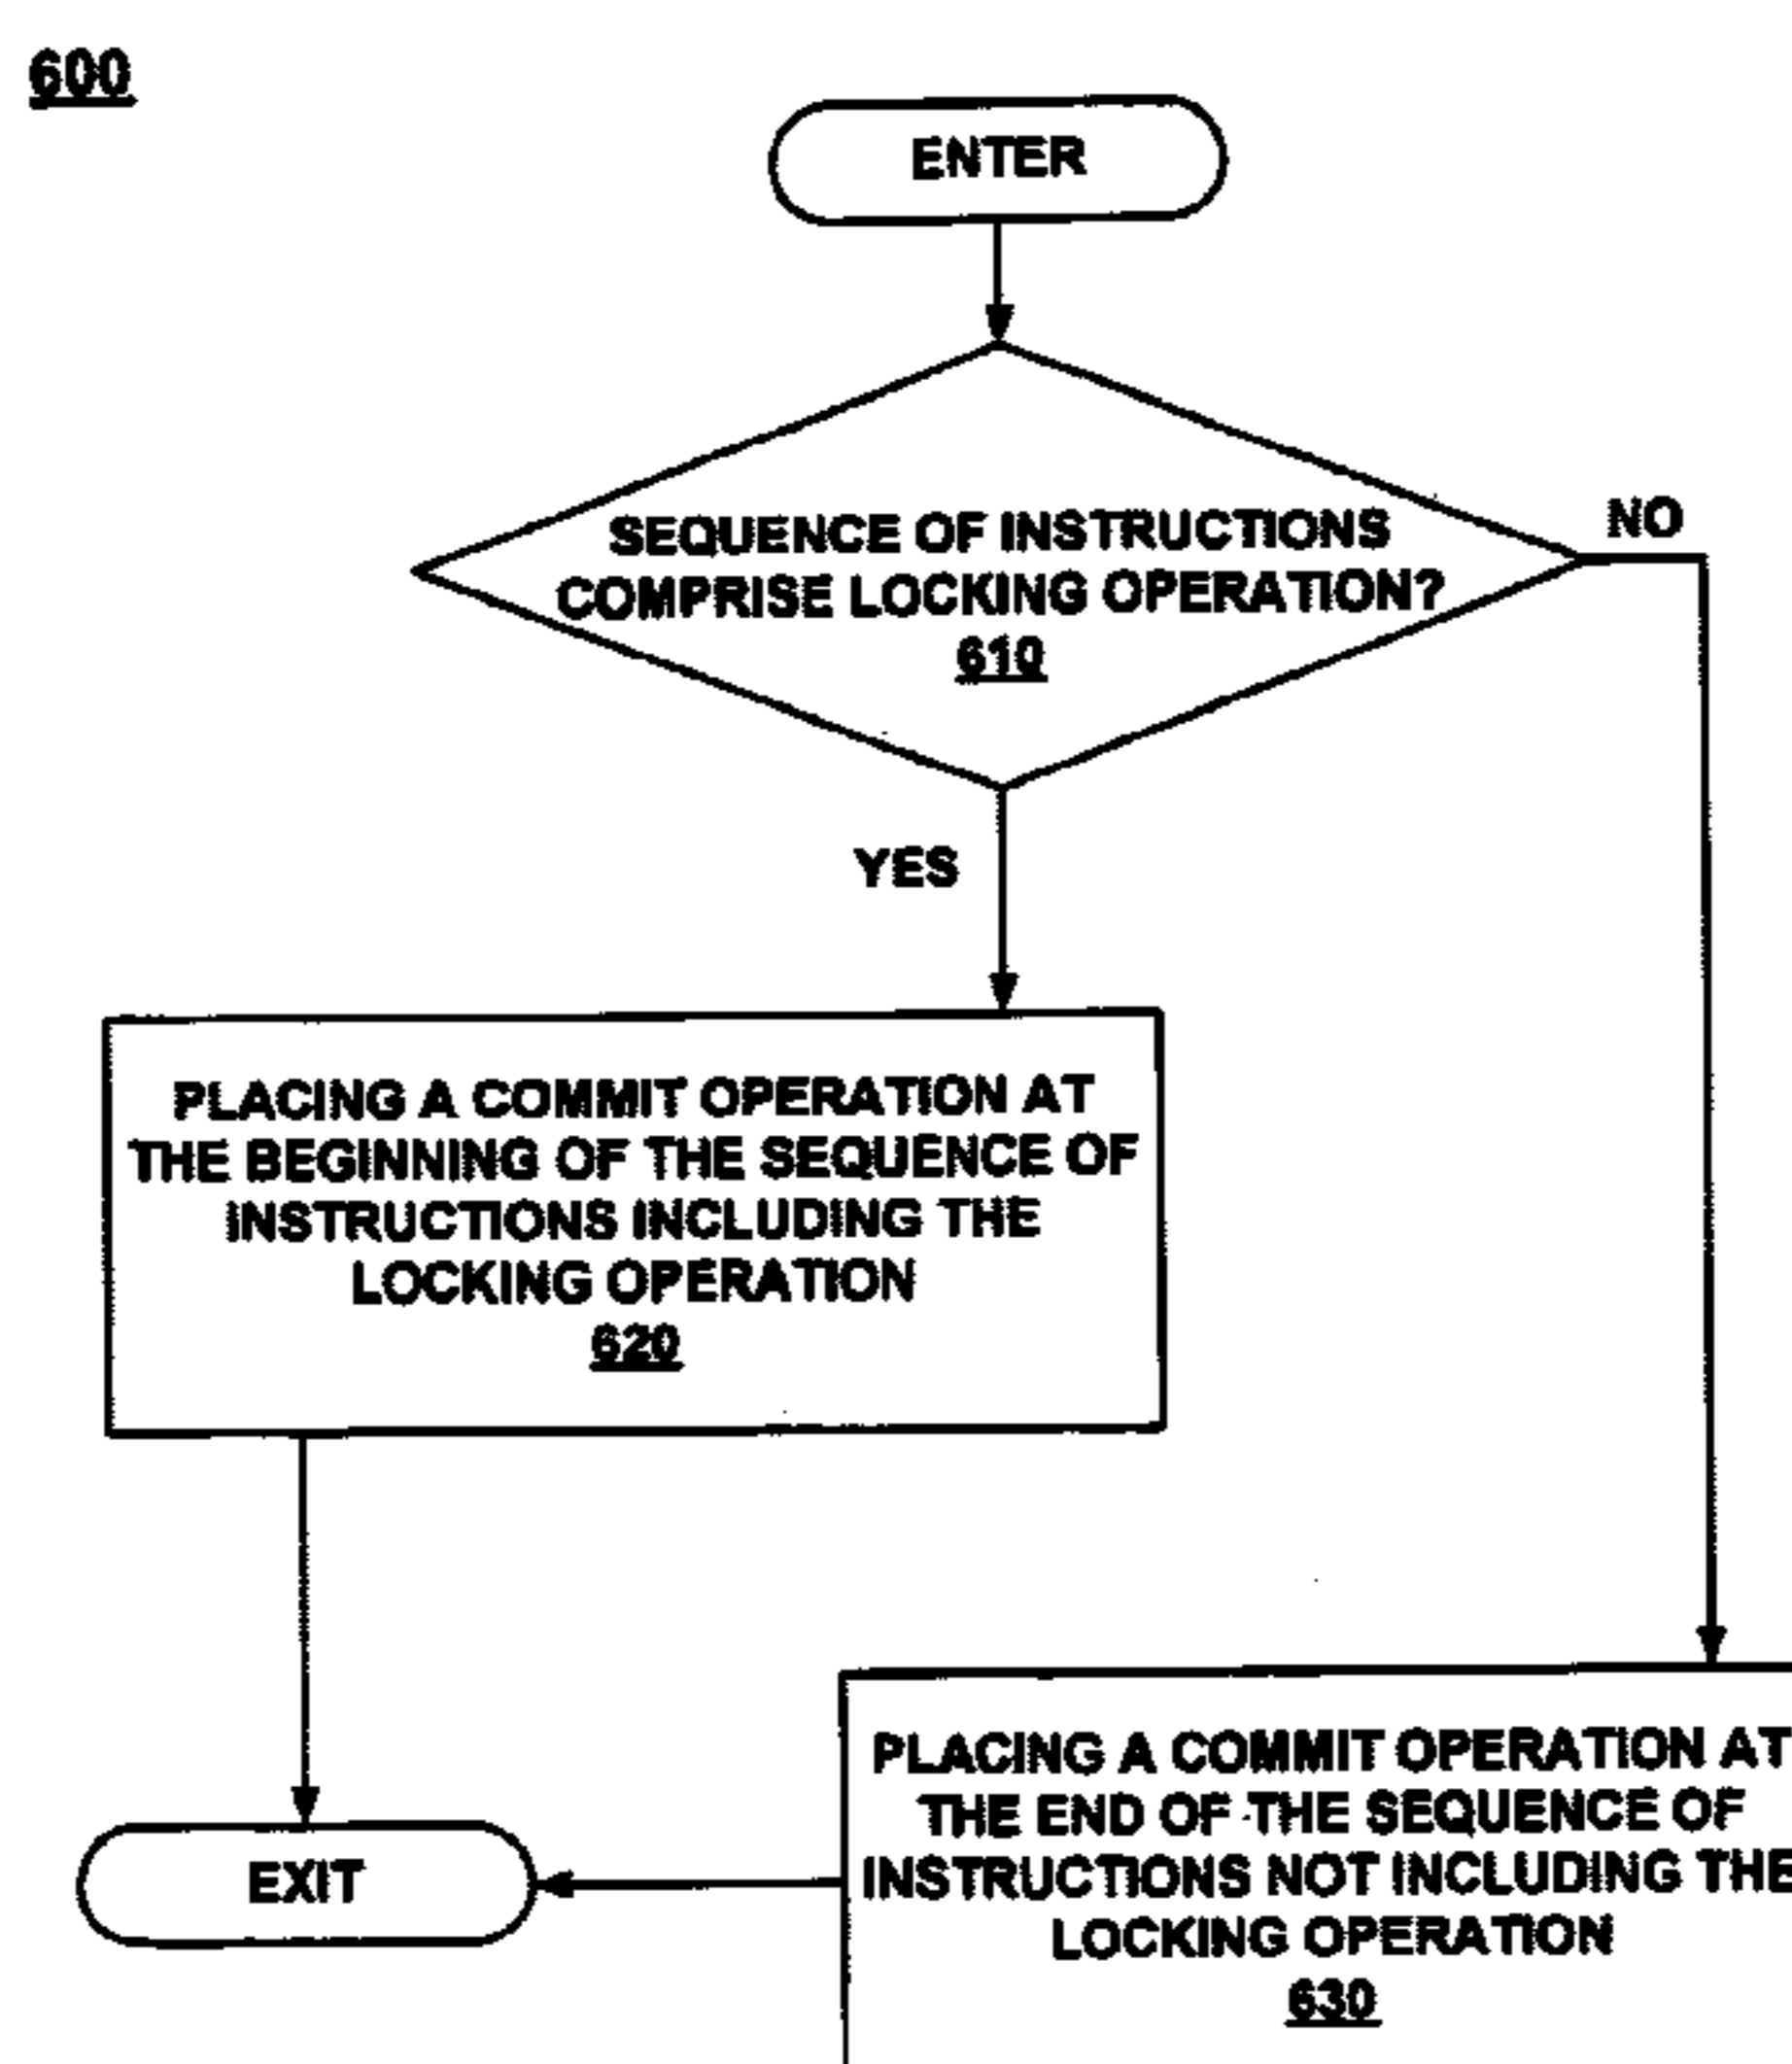 600
ENTER
SEQUENCE OF INSTRUCTIONS
COMPRISE LOCKING OPERATION?
610
NO
YES
PLACING A COMMIT OPERATION AT
THE BEGINNING OF THE SEQUENCE OF
INSTRUCTIONS INCLUDING THE
LOCKING OPERATION
620
PLACING A COMMIT OPERATION AT
THE END OF THE SEQUENCE OF
INSTRUCTIONS NOT INCLUDING THE
LOCKING OPERATION
630
EXIT